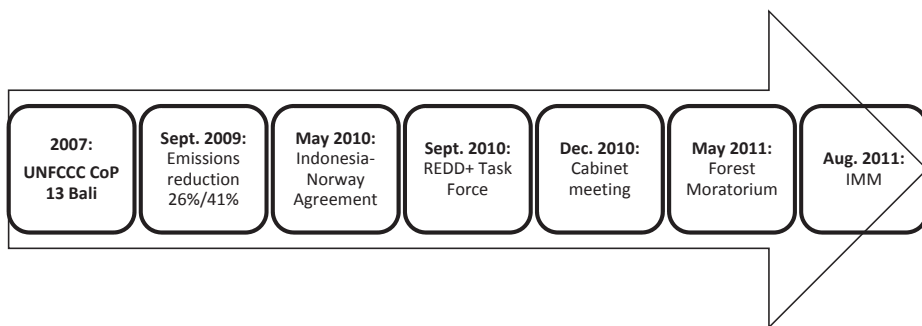 2007:
UNFCCC CoP
13 Bali
Sept. 2009:
Emissions
reduction
26%/41%
May 2010:
Indonesia-
Norway
Agreement
Sept. 2010:
REDD+ Task
Force
Dec. 2010:
Cabinet
meeting
May 2011:
Forest
Moratorium
Aug. 2011:
IMM